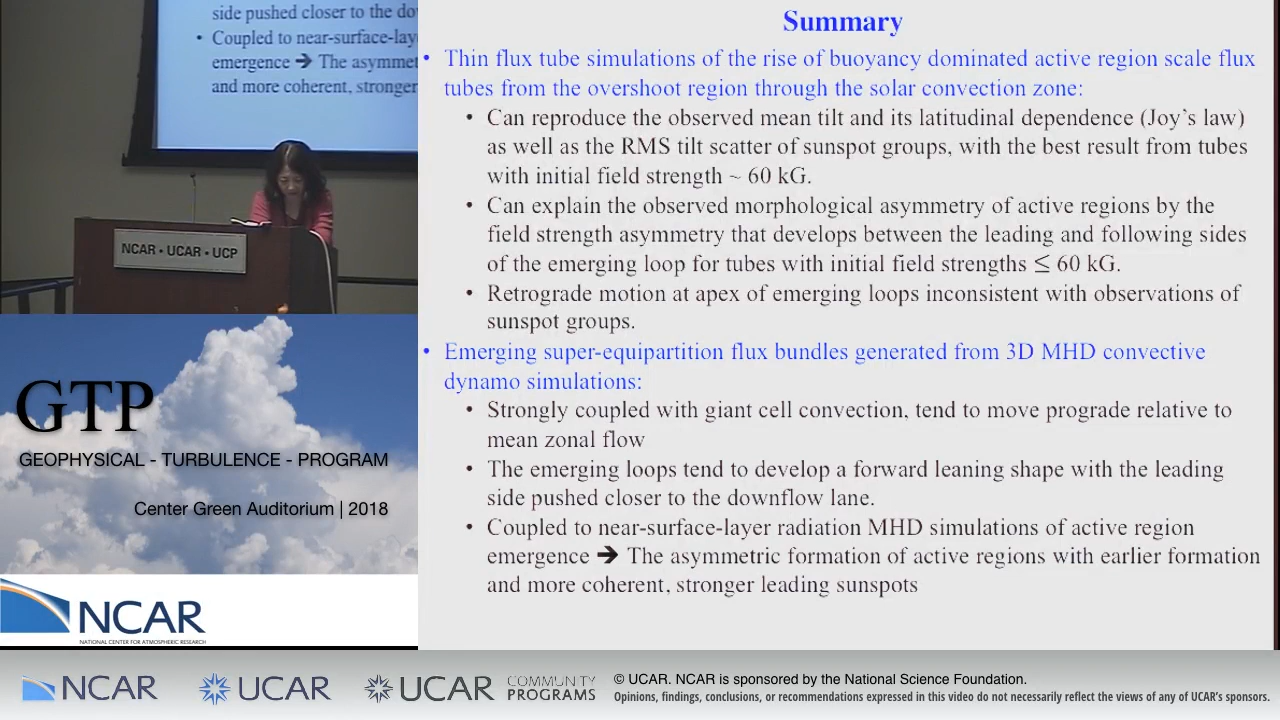 side pushed closer to the do
• Coupled to near-surface-lay
emergence ➔ The asymmet
and more coherent, stronger
NCAR • UCAR • UCP
GTP
GEOPHYSICAL - TURBULENCE - PROGRAM
Center Green Auditorium | 2018
NCAR
NATIONAL CENTER FOR ATMOSPHERIC RESEARCH
Summary
• Thin flux tube simulations of the rise of buoyancy dominated active region scale flux
tubes from the overshoot region through the solar convection zone:
• Can reproduce the observed mean tilt and its latitudinal dependence (Joy's law)
as well as the RMS tilt scatter of sunspot groups, with the best result from tubes
with initial field strength ~ 60 kG.
• Can explain the observed morphological asymmetry of active regions by the
field strength asymmetry that develops between the leading and following sides
of the emerging loop for tubes with initial field strengths ≤ 60 kG.
• Retrograde motion at apex of emerging loops inconsistent with observations of
sunspot groups.
• Emerging super-equipartition flux bundles generated from 3D MHD convective
dynamo simulations:
• Strongly coupled with giant cell convection, tend to move prograde relative to
mean zonal flow
• The emerging loops tend to develop a forward leaning shape with the leading
side pushed closer to the downflow lane.
• Coupled to near-surface-layer radiation MHD simulations of active region
emergence ➔ The asymmetric formation of active regions with earlier formation
and more coherent, stronger leading sunspots
NCAR
UCAR
UCAR
COMMUNITY
PROGRAMS
© UCAR. NCAR is sponsored by the National Science Foundation.
Opinions, findings, conclusions, or recommendations expressed in this video do not necessarily reflect the views of any of UCAR's sponsors.